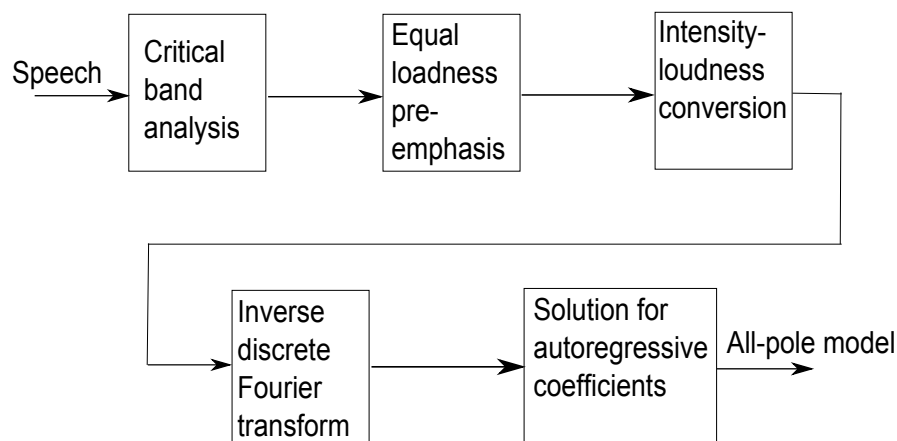 Speech
Critical
band
analysis
Equal
loadness
pre-
emphasis
Intensity-
loudness
conversion
Inverse
discrete
Fourier
transform
Solution for
autoregressive
coefficients
All-pole model